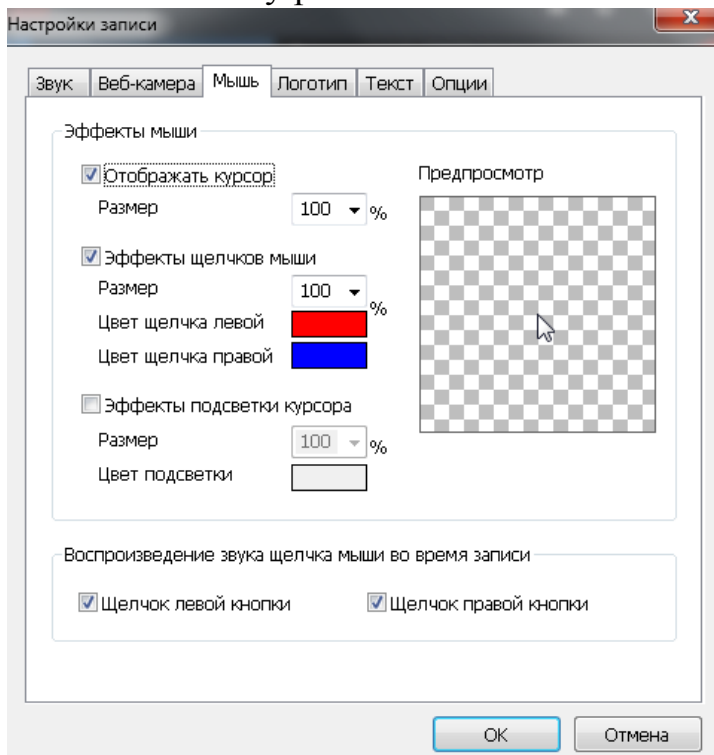 Настройки записи
Звук Веб-камера Мышь Логотип Текст Опции
Эффекты мыши
Отображать курсор
Предпросмотр
Размер 100 %
Эффекты щелчков мыши
Размер 100 %
Цвет щелчка левой
Цвет щелчка правой
Эффекты подсветки курсора
Размер 100 %
Цвет подсветки
Воспроизведение звука щелчка мыши во время записи
Щелчок левой кнопки Щелчок правой кнопки
OK Отмена